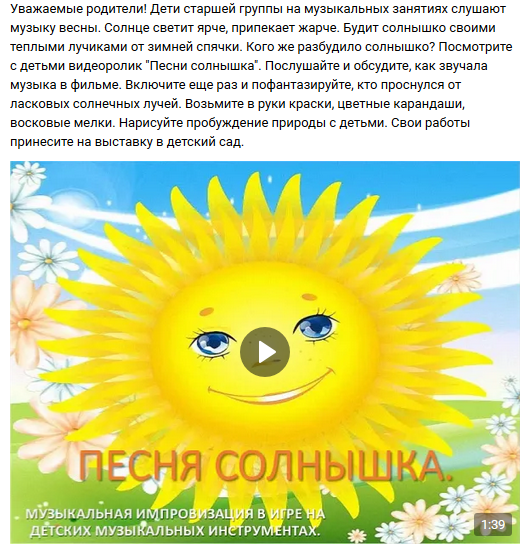 Уважаемые родители! Дети старшей группы на музыкальных занятиях слушают
музыку весны. Солнце светит ярче, припекает жарче. Будит солнышко своими
теплыми лучиками от зимней спячки. Кого же разбудило солнышко? Посмотрите
с детьми видеоролик "Песни солнышка". Послушайте и обсудите, как звучала
музыка в фильме. Включите еще раз и пофантазируйте, кто проснулся от
ласковых солнечных лучей. Возьмите в руки краски, цветные карандаши,
восковые мелки. Нарисуйте пробуждение природы с детьми. Свои работы
принесите на выставку в детский сад.
ПЕСНЯ СОЛНЫШКА.
МУЗЫКАЛЬНАЯ ИМПРОВИЗАЦИЯ В ИГРЕ НА
ДЕТСКИХ МУЗЫКАЛЬНЫХ ИНСТРУМЕНТАХ.
1:39